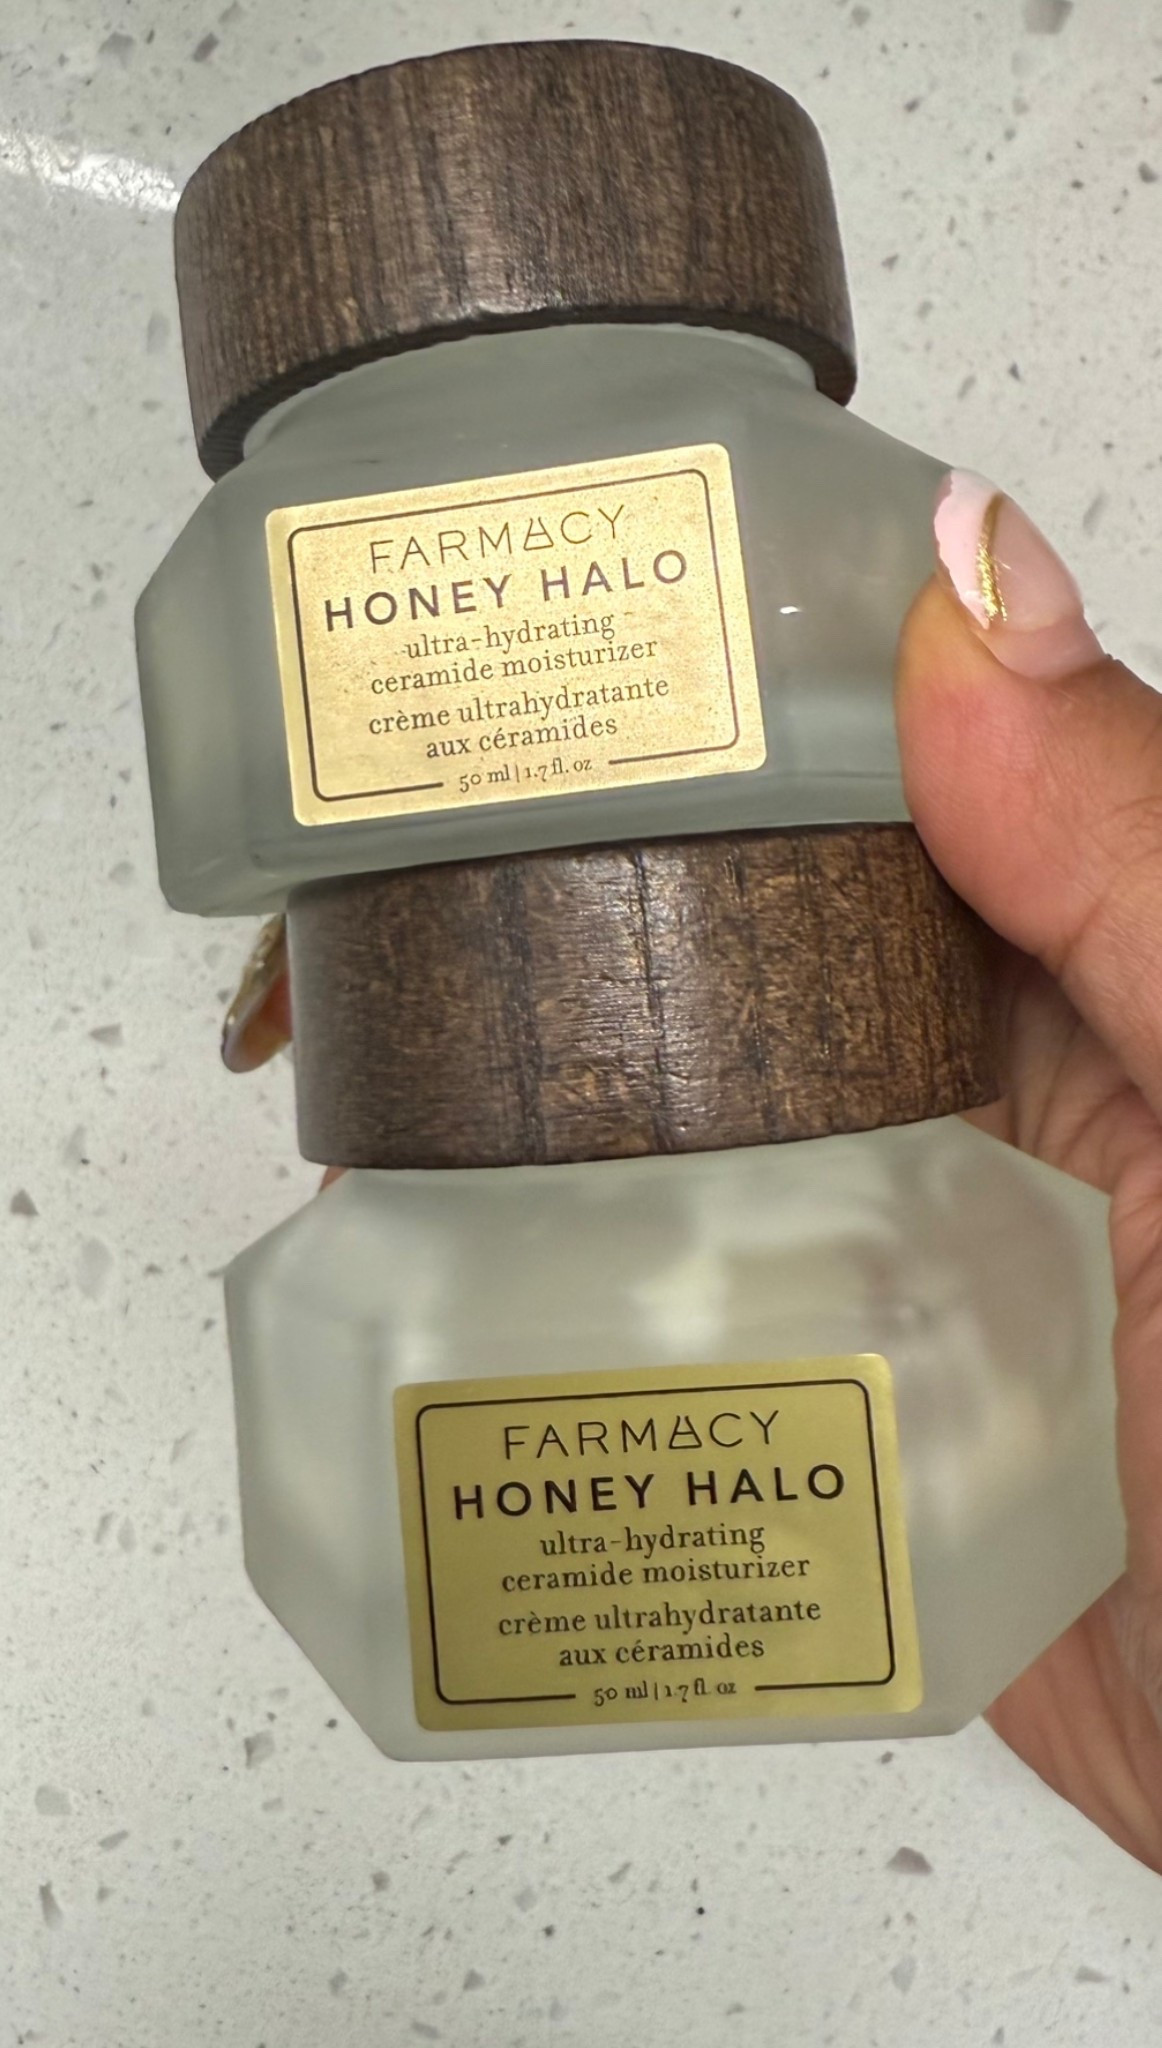 FARMACY
HONEY HALO
ultra-hydrating
ceramide moisturizer
crème ultrahydratante
aux céramides
50 ml | 1.7 fl. oz
FARMACY
HONEY HALO
ultra-hydrating
ceramide moisturizer
crème ultrahydratante
aux céramides
50 ml | 1.7 fl. oz